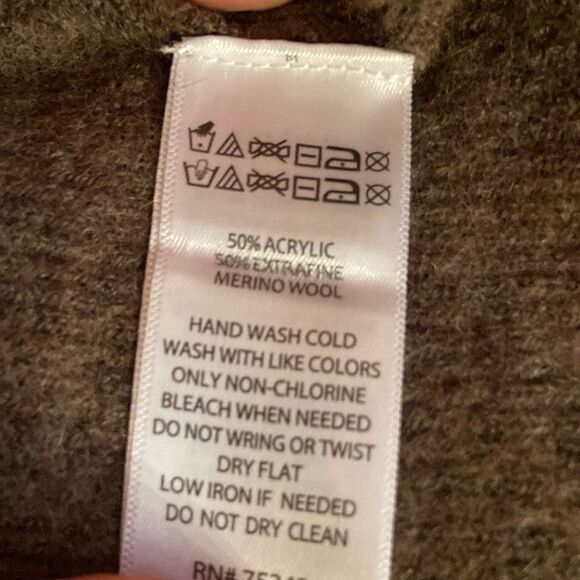 M
50% ACRYLIC
50% EXTRAFINE
MERINO WOOL
HAND WASH COLD
WASH WITH LIKE COLORS
ONLY NON-CHLORINE
BLEACH WHEN NEEDED
DO NOT WRING OR TWIST
DRY FLAT
LOW IRON IF NEEDED
DO NOT DRY CLEAN
RN#